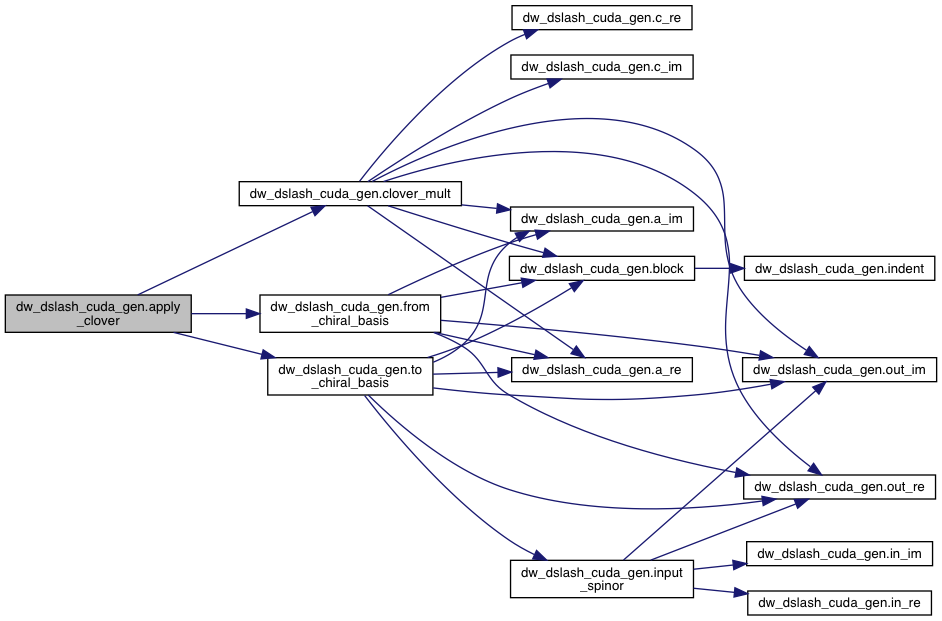 dw_dslash_cuda_gen.c_re
dw_dslash_cuda_gen.c_im
dw_dslash_cuda_gen.clover_mult
dw_dslash_cuda_gen.a_im
dw_dslash_cuda_gen.block
dw_dslash_cuda_gen.indent
dw_dslash_cuda_gen.apply
_clover
dw_dslash_cuda_gen.from
_chiral_basis
dw_dslash_cuda_gen.to
_chiral_basis
dw_dslash_cuda_gen.a_re
dw_dslash_cuda_gen.out_im
dw_dslash_cuda_gen.out_re
dw_dslash_cuda_gen.input
_spinor
dw_dslash_cuda_gen.in_im
dw_dslash_cuda_gen.in_re